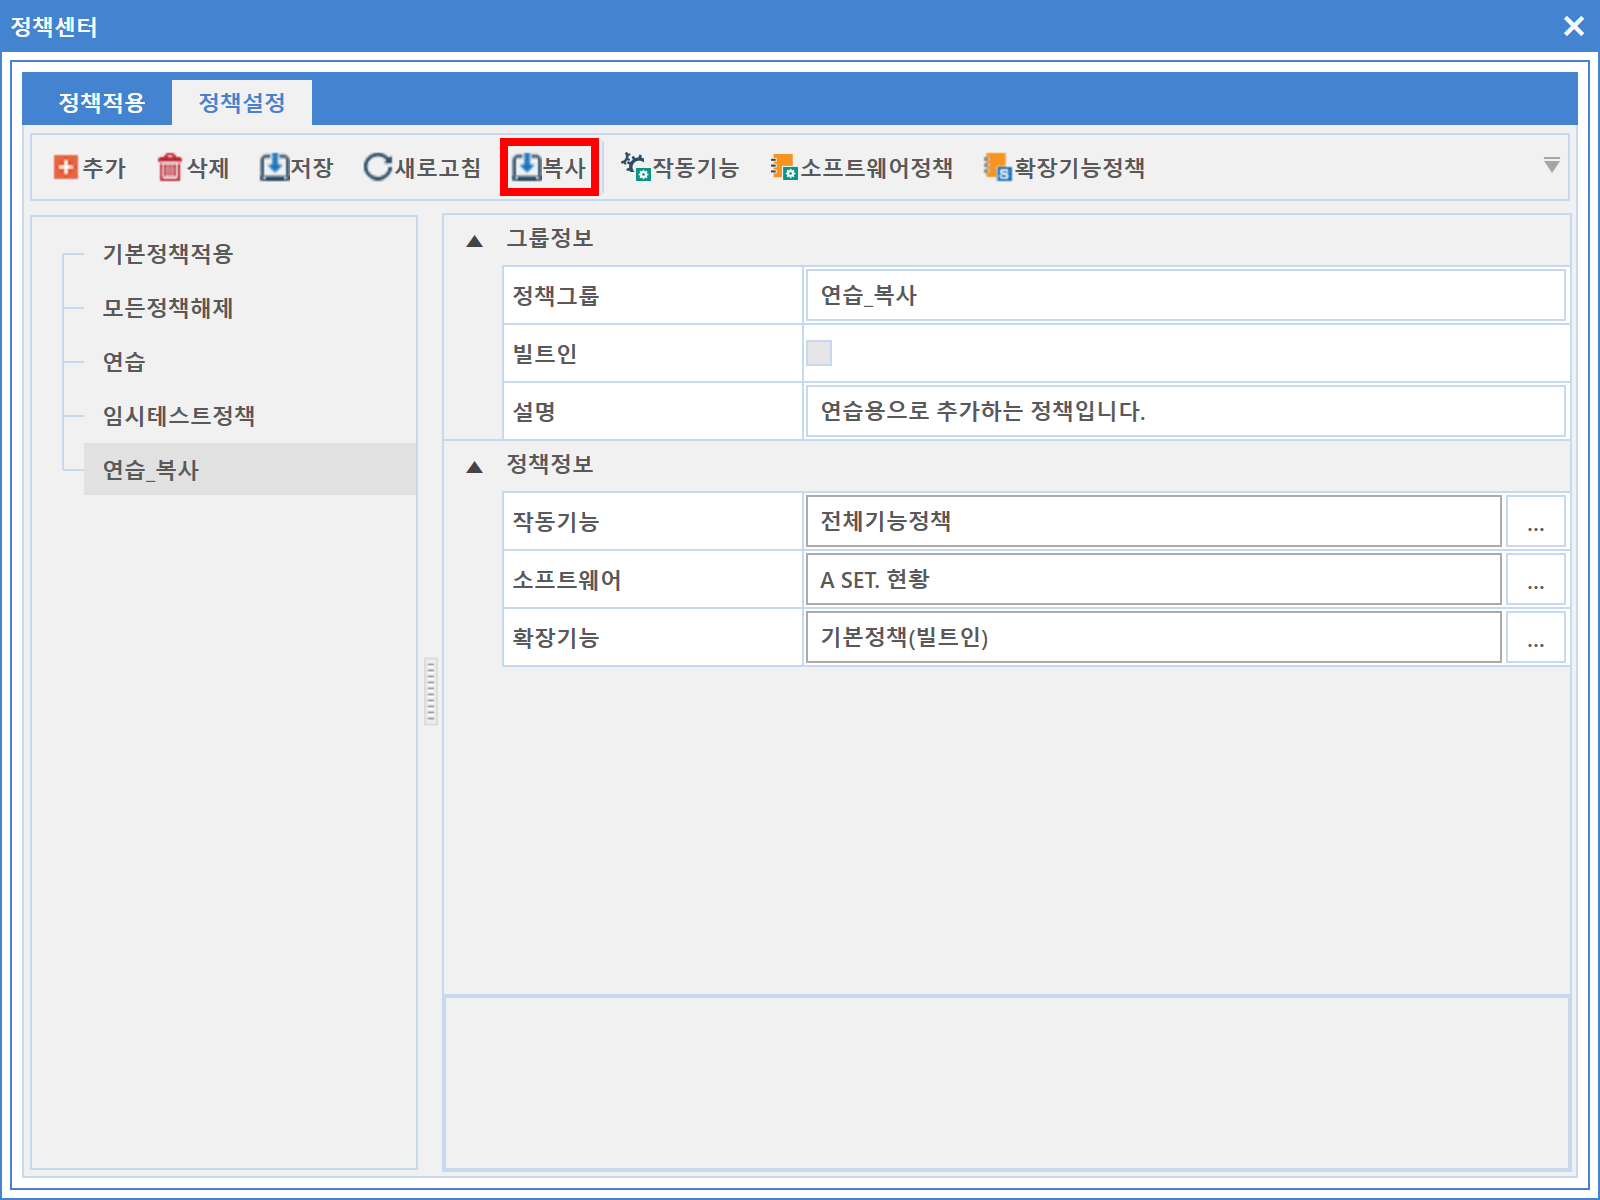 정책센터
정책적용 정책설정
추가 삭제 저장 새로고침 복사 작동기능 소프트웨어정책 확장기능정책
기본정책적용
모든정책해제
연습
임시테스트정책
연습_복사
그룹정보
정책그룹 연습_복사
빌트인
설명 연습용으로 추가하는 정책입니다.
정책정보
작동기능 전체기능정책 ...
소프트웨어 A SET. 현황 ...
확장기능 기본정책(빌트인) ...